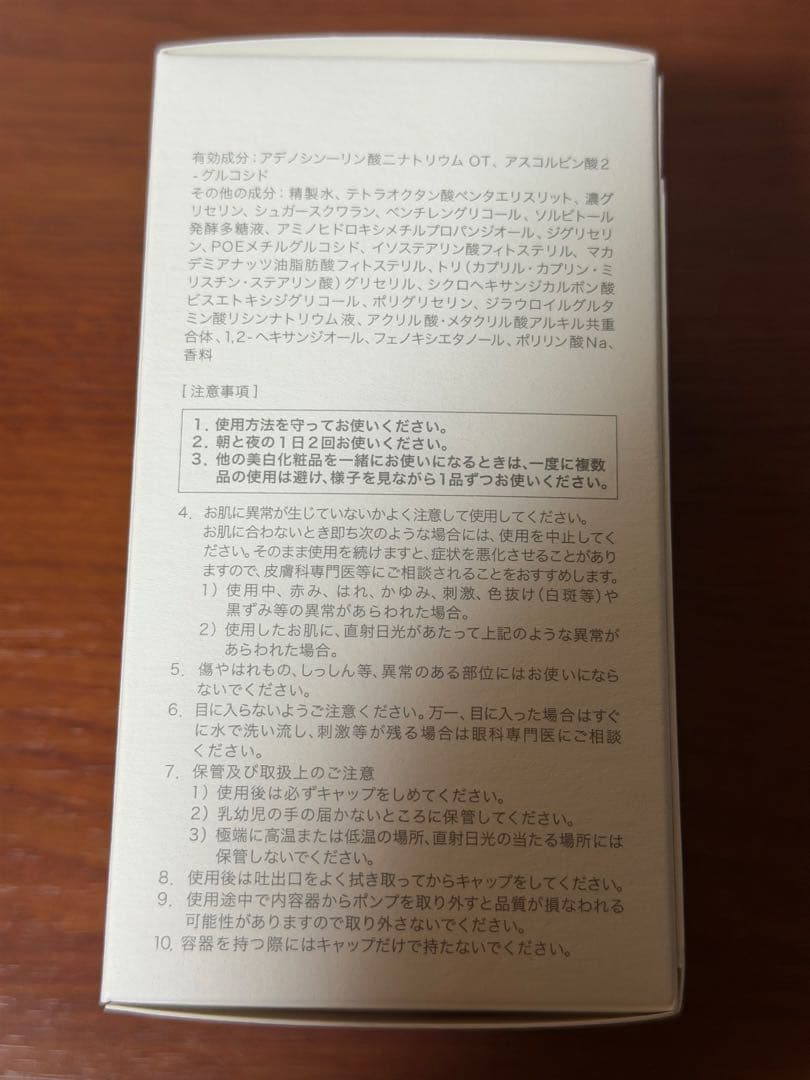 有効成分：アデノシン一リン酸二ナトリウム OT、アスコルビン酸2
-グルコシド
その他の成分：精製水、テトラオクタン酸ペンタエリスリット、濃グ
リセリン、シュガースクワラン、ペンチレングリコール、ソルビトール
発酵多糖液、アミノヒドロキシメチルプロパンジオール、ジグリセリ
ン、POEメチルグルコシド、イソステアリン酸フィトステリル、マカ
デミアナッツ油脂肪酸フィトステリル、トリ(カプリル・カプリン・ミ
リスチン・ステアリン酸)グリセリル、シクロヘキサンジカルボン酸
ビスエトキシジグリコール、ポリグリセリン、ジラウロイルグルタ
ミン酸リシンナトリウム液、アクリル酸・メタクリル酸アルキル共重
合体、1,2-ヘキサンジオール、フェノキシエタノール、ポリリン酸Na、
香料
[注意事項]
1. 使用方法を守ってお使いください。
2. 朝と夜の1日2回お使いください。
3. 他の美白化粧品を一緒にお使いになるときは、一度に複数
品の使用は避け、様子を見ながら1品ずつお使いください。
4. お肌に異常が生じていないかよく注意して使用してください。
お肌に合わないとき即ち次のような場合には、使用を中止してく
ださい。そのまま使用を続けますと、症状を悪化させることがあり
ますので、皮膚科専門医等にご相談されることをおすすめします。
1) 使用中、赤み、はれ、かゆみ、刺激、色抜け(白斑等)や
黒ずみ等の異常があらわれた場合。
2) 使用したお肌に、直射日光があたって上記のような異常が
あらわれた場合。
5. 傷やはれもの、しっしん等、異常のある部位にはお使いになら
ないでください。
6. 目に入らないようご注意ください。万一、目に入った場合はすぐ
に水で洗い流し、刺激等が残る場合は眼科専門医にご相談
ください。
7. 保管及び取扱上のご注意
1) 使用後は必ずキャップをしめてください。
2) 乳幼児の手の届かないところに保管してください。
3) 極端に高温または低温の場所、直射日光の当たる場所には
保管しないでください。
8. 使用後は吐出口をよく拭き取ってからキャップをしてください。
9. 使用途中で内容器からポンプを取り外すと品質が損なわれる
可能性がありますので取り外さないでください。
10. 容器を持つ際にはキャップだけで持たないでください。